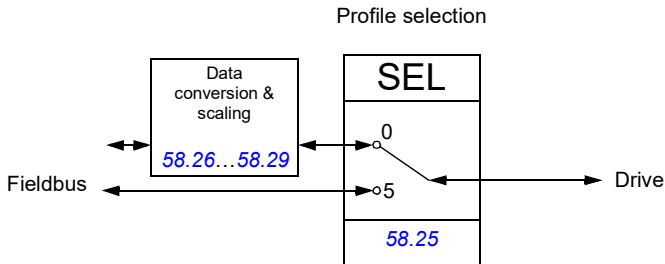 Profile selection
Data
conversion &
scaling
58.26…58.29
SEL
0
5
58.25
Fieldbus
Drive